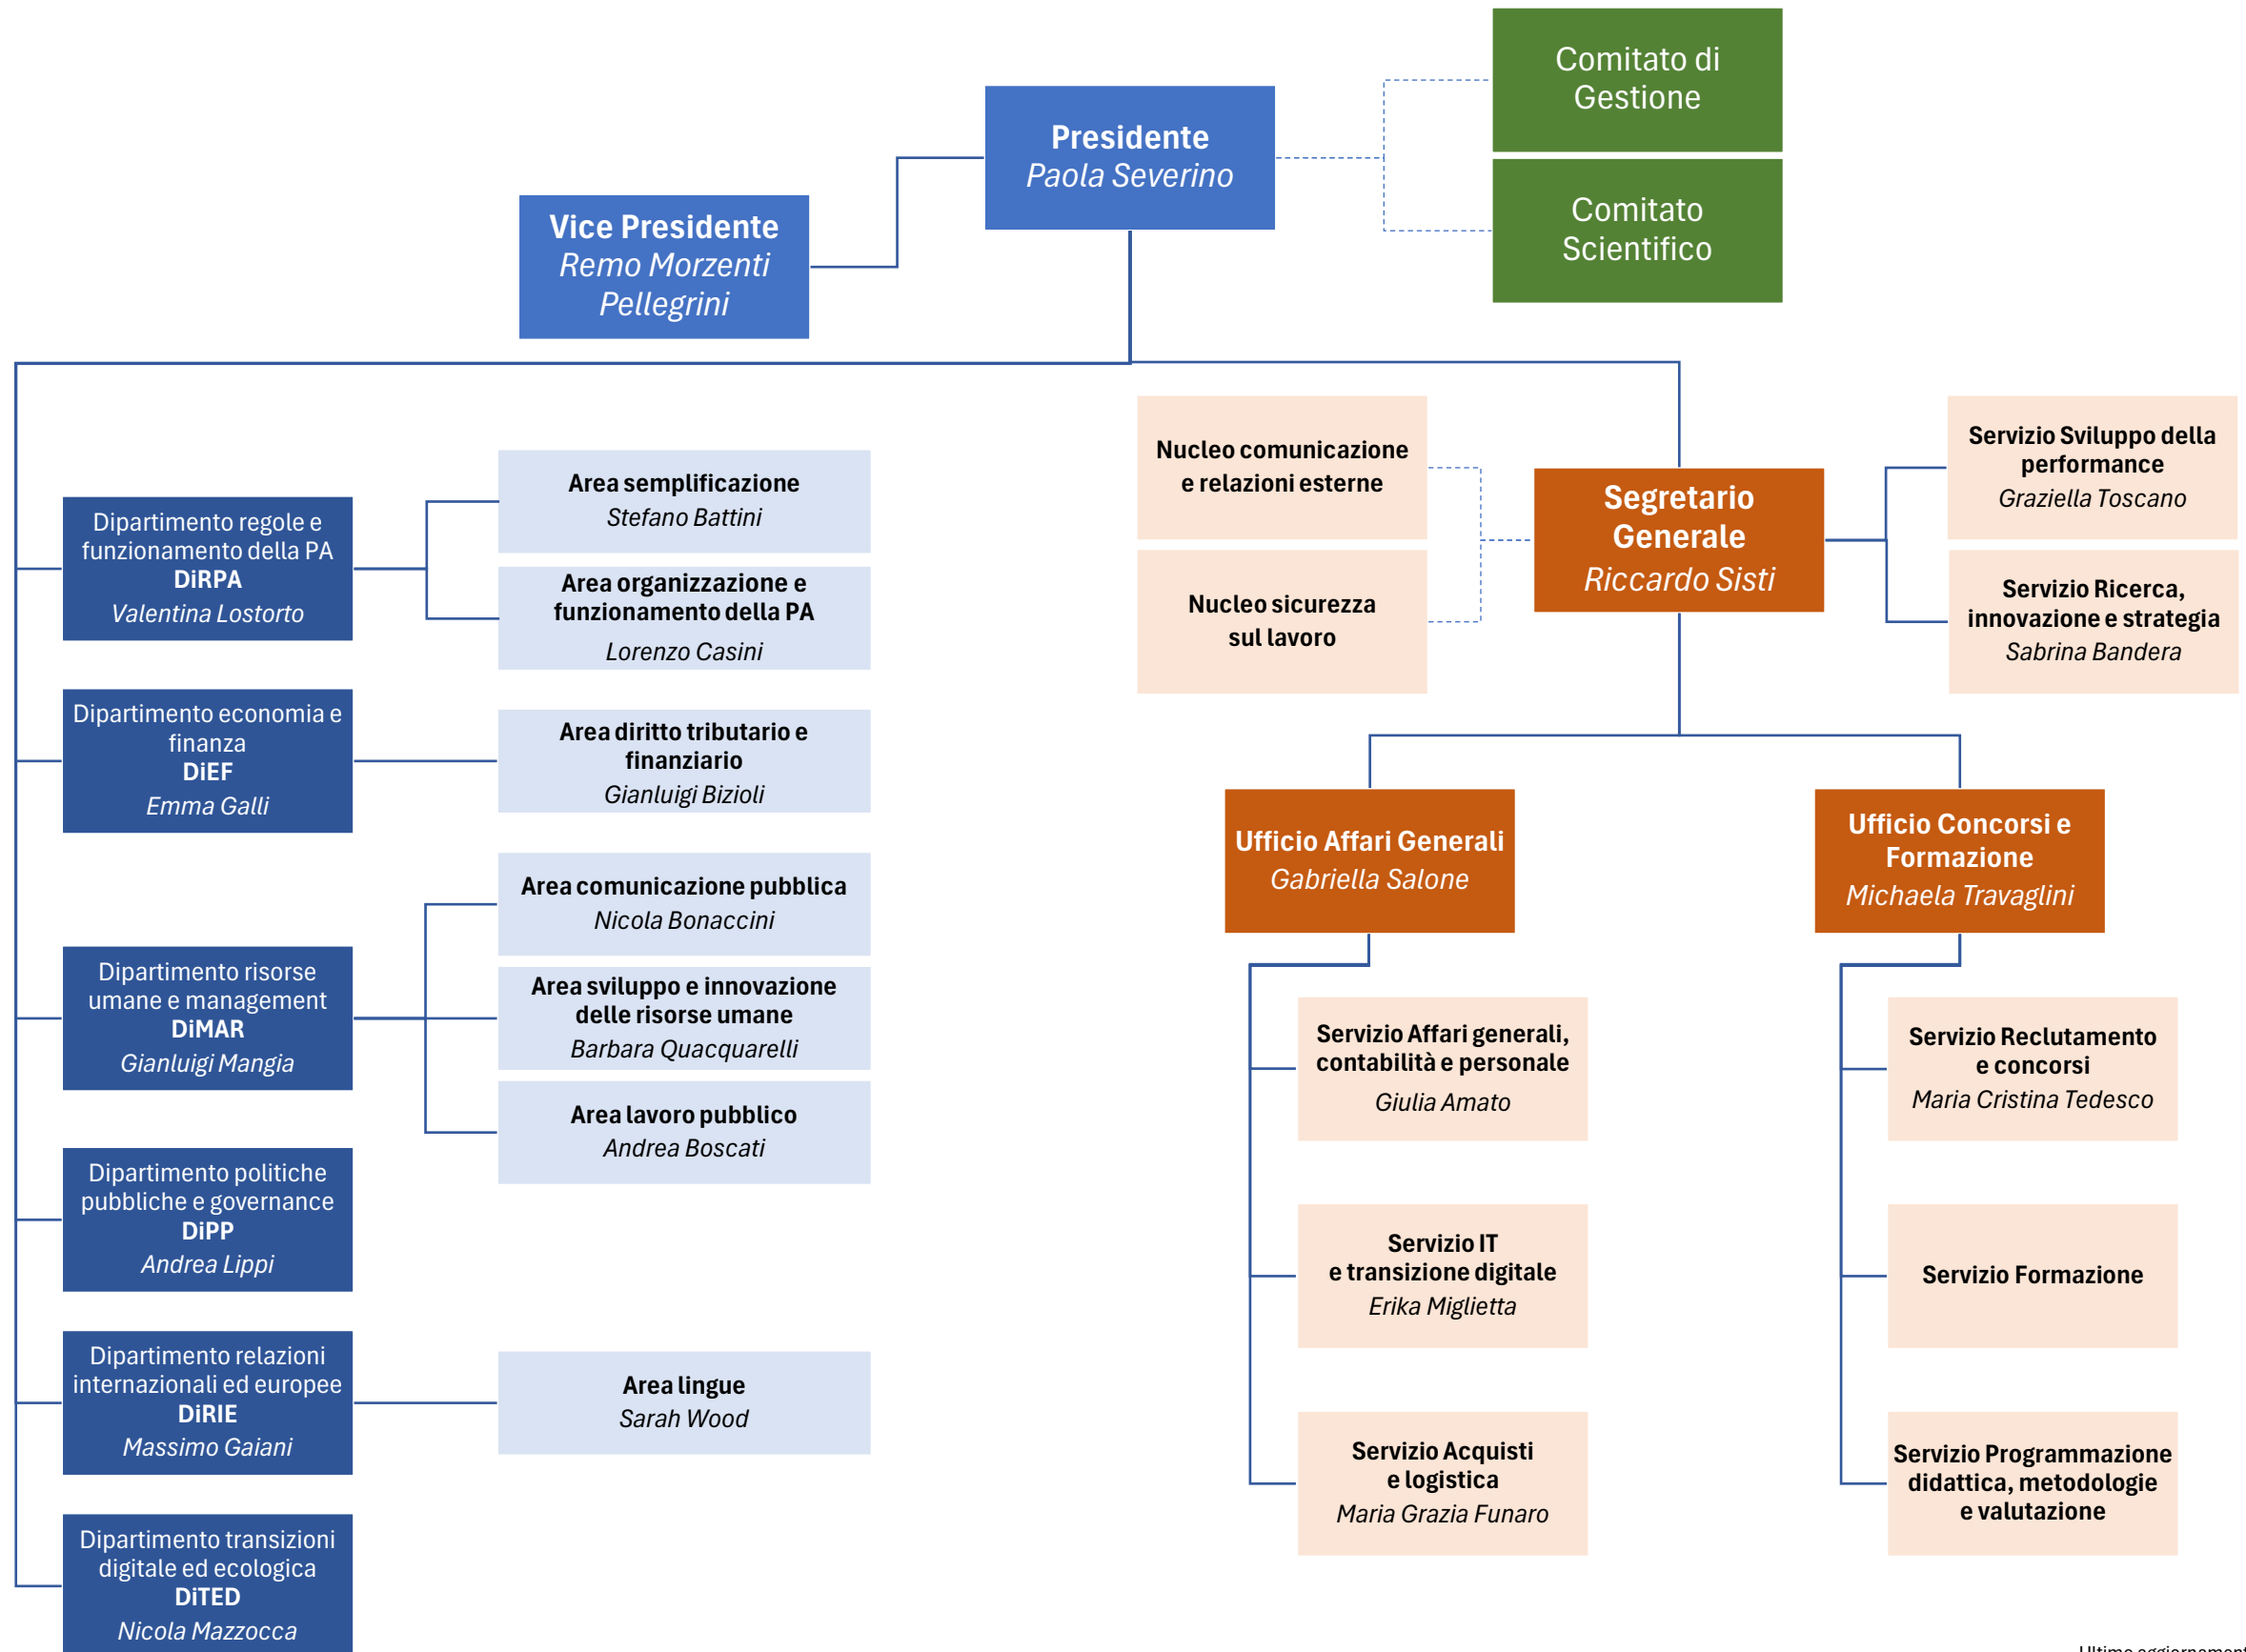 Comitato di
Gestione
Presidente
Paola Severino
Comitato
Scientifico
Vice Presidente
Remo Morzenti
Pellegrini
Dipartimento regole e
funzionamento della PA
DiRPA
Valentina Lostorto
Area semplificazione
Stefano Battini
Area organizzazione e
funzionamento della PA
Lorenzo Casini
Dipartimento economia e
finanza
DiEF
Emma Galli
Area diritto tributario e
finanziario
Gianluigi Bizioli
Dipartimento risorse
umane e management
DiMAR
Gianluigi Mangia
Area comunicazione pubblica
Nicola Bonaccini
Area sviluppo e innovazione
delle risorse umane
Barbara Quacquarelli
Area lavoro pubblico
Andrea Boscati
Dipartimento politiche
pubbliche e governance
DiPP
Andrea Lippi
Dipartimento relazioni
internazionali ed europee
DiRIE
Massimo Gaiani
Area lingue
Sarah Wood
Dipartimento transizioni
digitale ed ecologica
DiTED
Nicola Mazzocca
Nucleo comunicazione
e relazioni esterne
Nucleo sicurezza
sul lavoro
Segretario
Generale
Riccardo Sisti
Servizio Sviluppo della
performance
Graziella Toscano
Servizio Ricerca,
innovazione e strategia
Sabrina Bandera
Ufficio Affari Generali
Gabriella Salone
Servizio Affari generali,
contabilità e personale
Giulia Amato
Servizio IT
e transizione digitale
Erika Miglietta
Servizio Acquisti
e logistica
Maria Grazia Funaro
Ufficio Concorsi e
Formazione
Michaela Travaglini
Servizio Reclutamento
e concorsi
Maria Cristina Tedesco
Servizio Formazione
Servizio Programmazione
didattica, metodologie
e valutazione